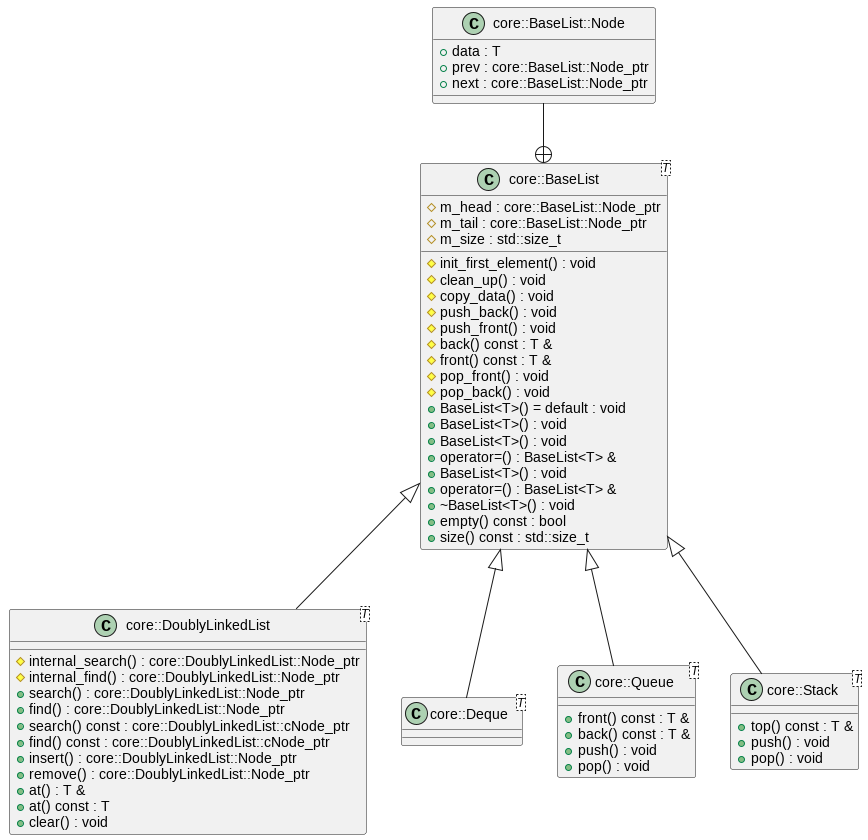 C core::BaseList::Node
data : T
prev : core::BaseList::Node_ptr
next : core::BaseList::Node_ptr
C core::BaseList T
m_head : core::BaseList::Node_ptr
m_tail : core::BaseList::Node_ptr
m_size : std::size_t
init_first_element() : void
clean_up() : void
copy_data() : void
push_back() : void
push_front() : void
back() const : T &
front() const : T &
pop_front() : void
pop_back() : void
BaseList<T>() = default : void
BaseList<T>() : void
BaseList<T>() : void
operator=() : BaseList<T> &
BaseList<T>() : void
operator=() : BaseList<T> &
~BaseList<T>() : void
empty() const : bool
size() const : std::size_t
C core::DoublyLinkedList T
internal_search() : core::DoublyLinkedList::Node_ptr
internal_find() : core::DoublyLinkedList::Node_ptr
search() : core::DoublyLinkedList::Node_ptr
find() : core::DoublyLinkedList::Node_ptr
search() const : core::DoublyLinkedList::cNode_ptr
find() const : core::DoublyLinkedList::cNode_ptr
insert() : core::DoublyLinkedList::Node_ptr
remove() : core::DoublyLinkedList::Node_ptr
at() : T &
at() const : T
clear() : void
C core::Deque T
C core::Queue T
front() const : T &
back() const : T &
push() : void
pop() : void
C core::Stack T
top() const : T &
push() : void
pop() : void